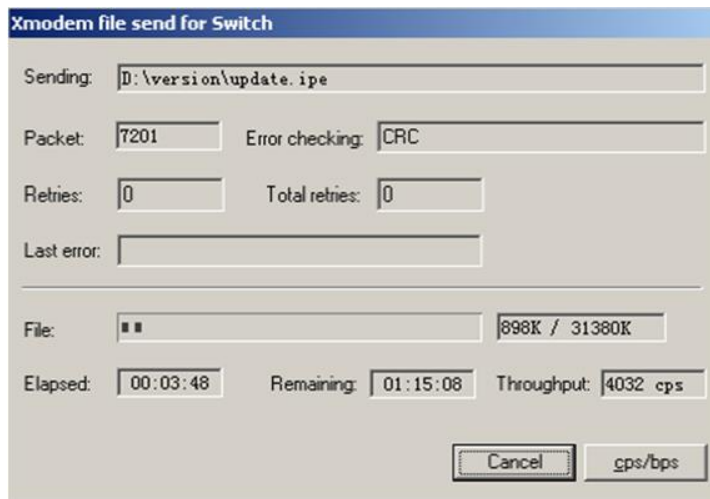 Xmodem file send for Switch
Sending: D:\version\update.ipe
Packet: 7201 Error checking: CRC
Retries: 0 Total retries: 0
Last error:
File: 898K / 31380K
Elapsed: 00:03:48 Remaining: 01:15:08 Throughput: 4032 cps
Cancel cps/bps